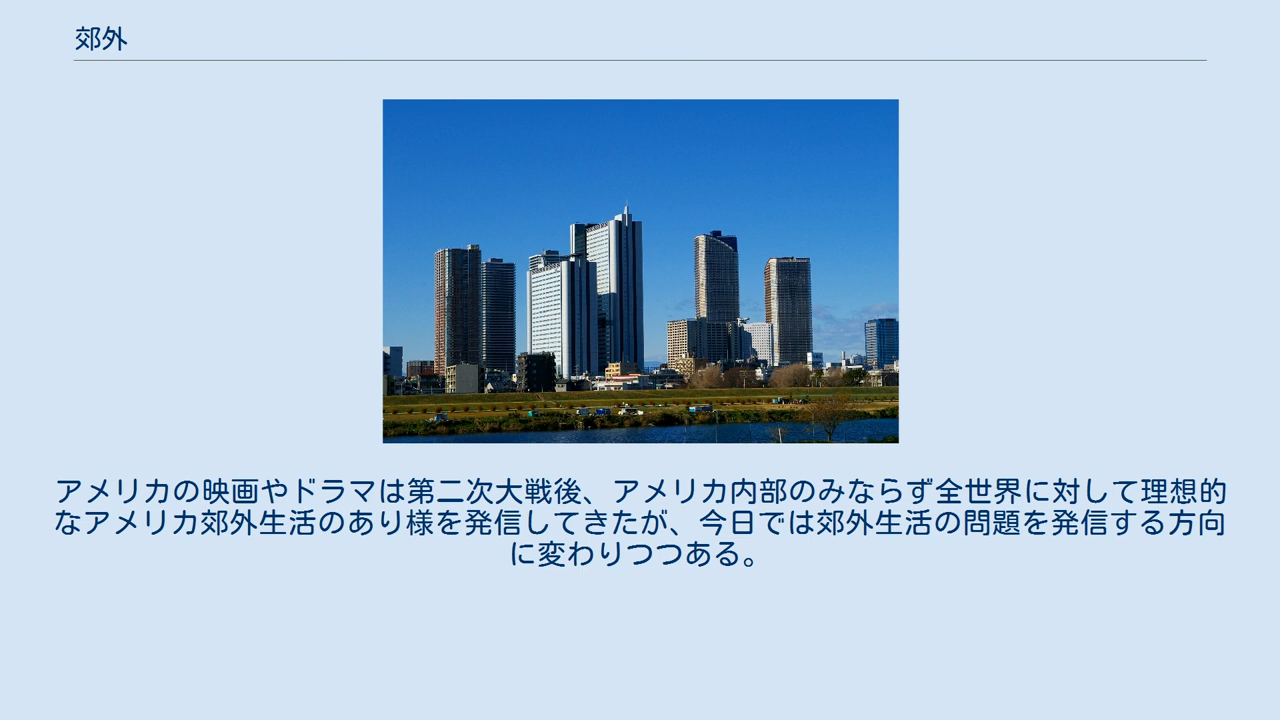 郊外
アメリカの映画やドラマは第二次大戦後、アメリカ内部のみならず全世界に対して理想的
なアメリカ郊外生活のあり様を発信してきたが、今日では郊外生活の問題を発信する方向
に変わりつつある。